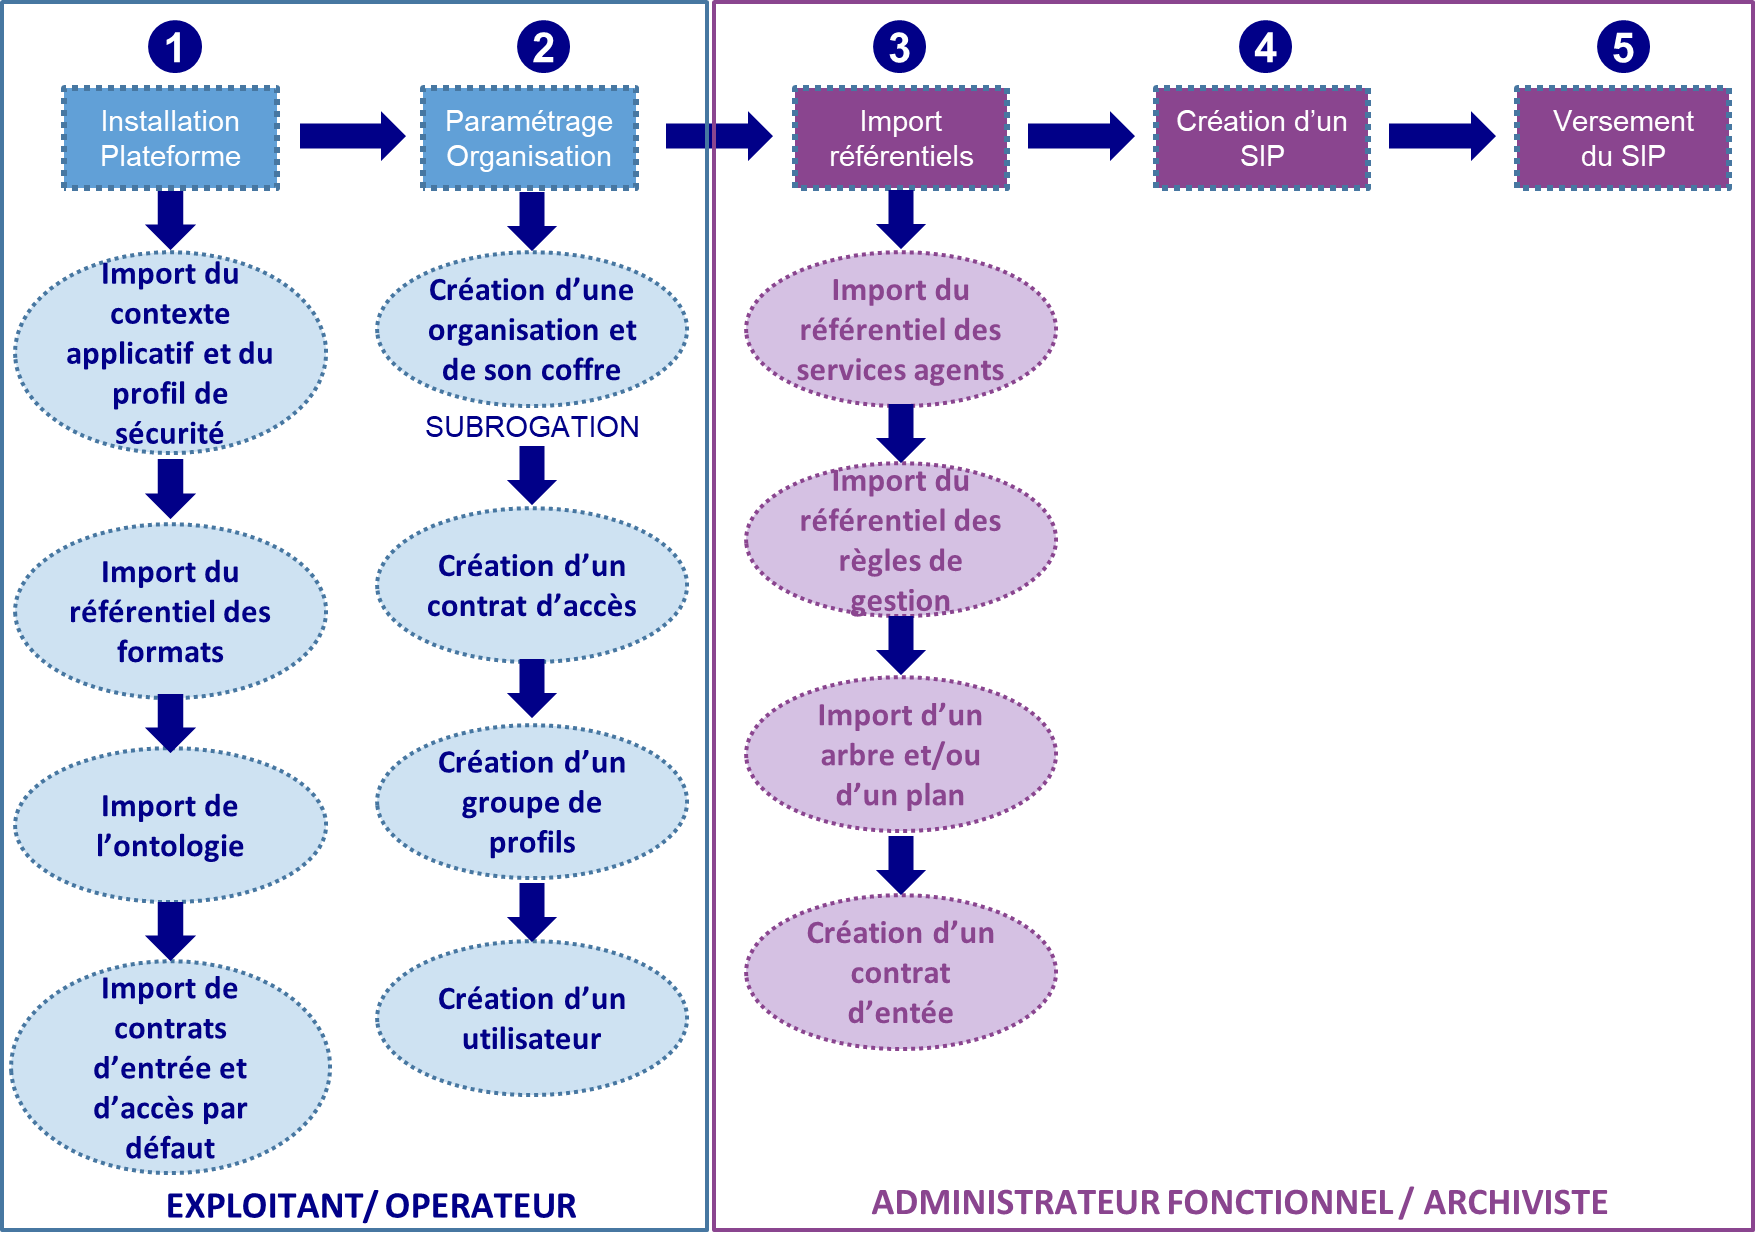 1
Installation
Plateforme
Import du
contexte
applicatif et du
profil de
sécurité
Import du
référentiel des
formats
Import de
l’ontologie
Import de
contrats
d’entrée et
d’accès par
défaut
2
Paramétrage
Organisation
Création d’une
organisation et
de son coffre
SUBROGATION
Création d’un
contrat d’accès
Création d’un
groupe de
profils
Création d’un
utilisateur
EXPLOITANT/ OPERATEUR
3
Import
référentiels
Import du
référentiel des
services agents
Import du
référentiel des
règles de
gestion
Import d’un
arbre et/ou
d’un plan
Création d’un
contrat
d’entée
4
Création d’un
SIP
5
Versement
du SIP
ADMINISTRATEUR FONCTIONNEL / ARCHIVISTE